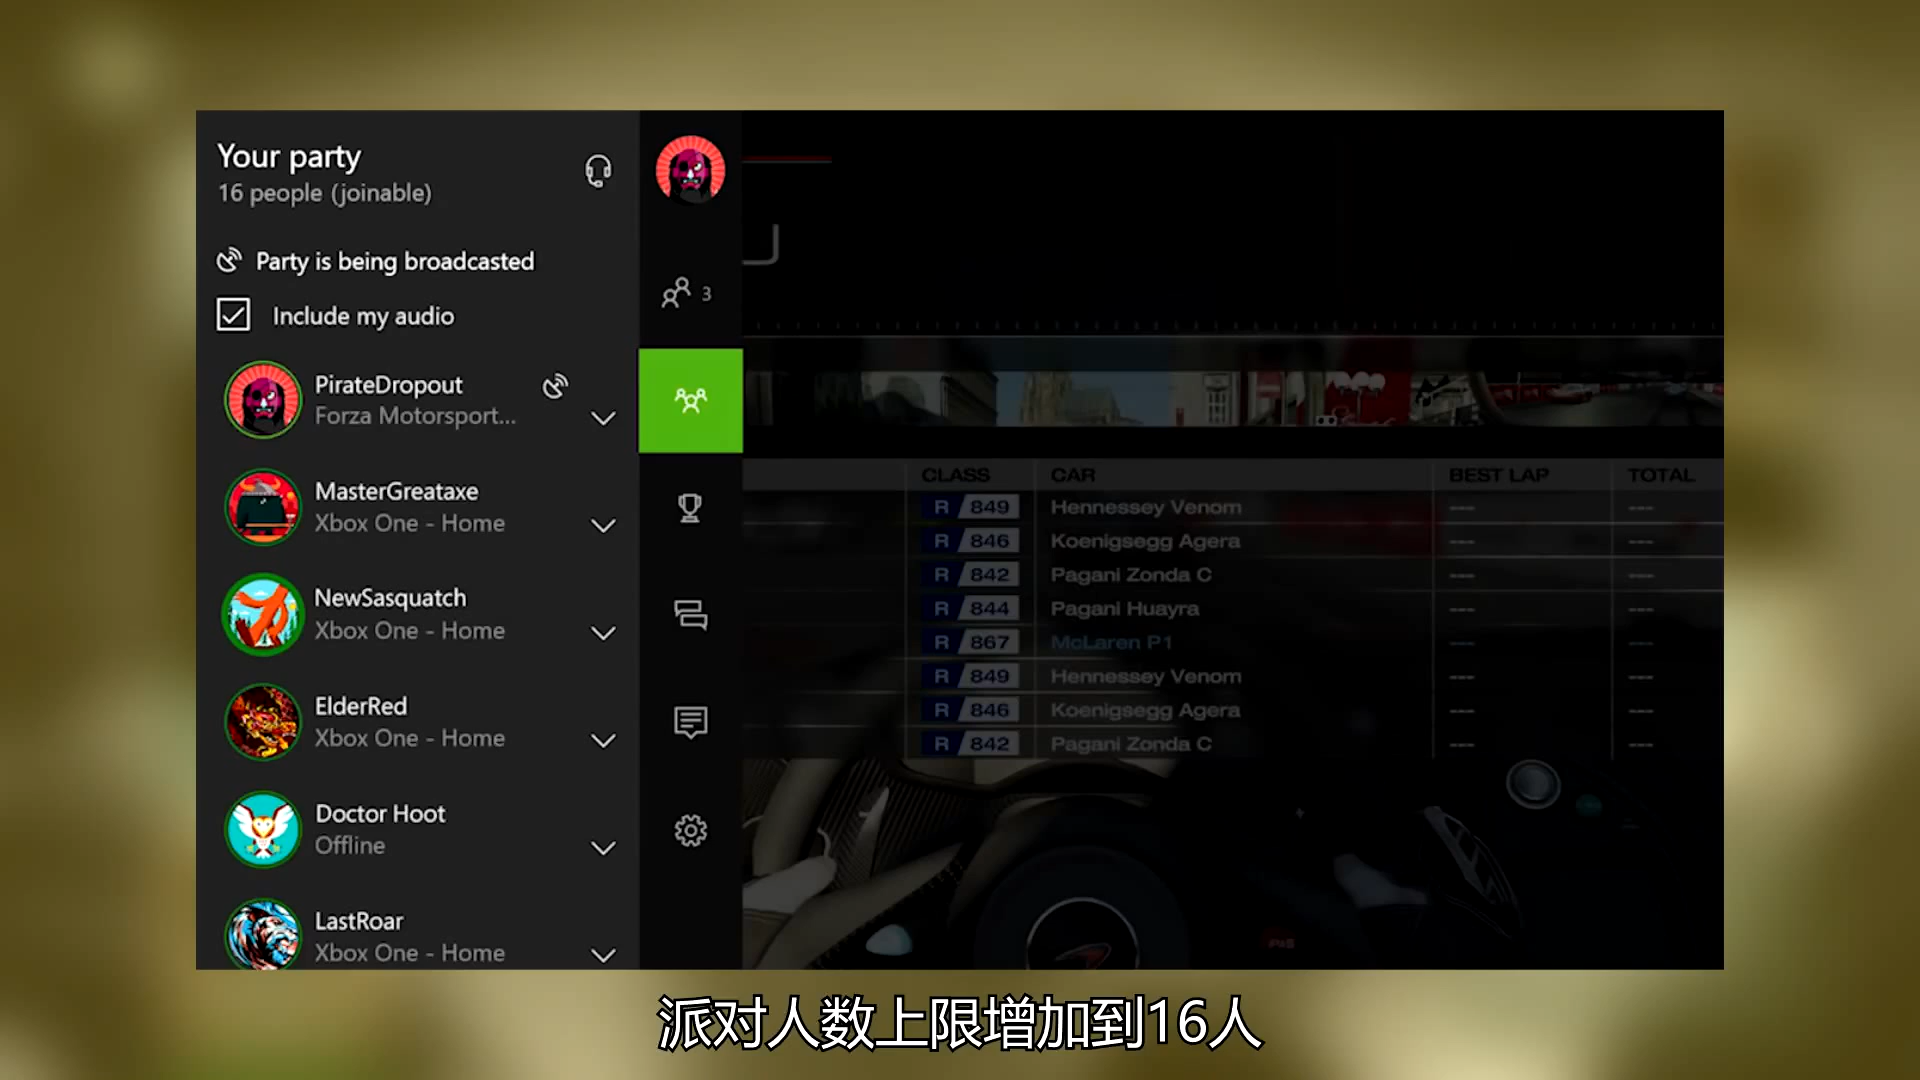 Your party
16 people (joinable)
Party is being broadcasted
Include my audio
PirateDropout
Forza Motorsport...
MasterGreataxe
Xbox One - Home
NewSasquatch
Xbox One - Home
ElderRed
Xbox One - Home
Doctor Hoot
Offline
LastRoar
Xbox One - Home
3
CLASS CAR BEST LAP TOTAL
R 849 Hennessey Venom --- ---
R 846 Koenigsegg Agera --- ---
R 842 Pagani Zonda C --- ---
R 844 Pagani Huayra --- ---
R 867 McLaren P1 --- ---
R 849 Hennessey Venom --- ---
R 846 Koenigsegg Agera --- ---
R 842 Pagani Zonda C --- ---
派对人数上限增加到16人